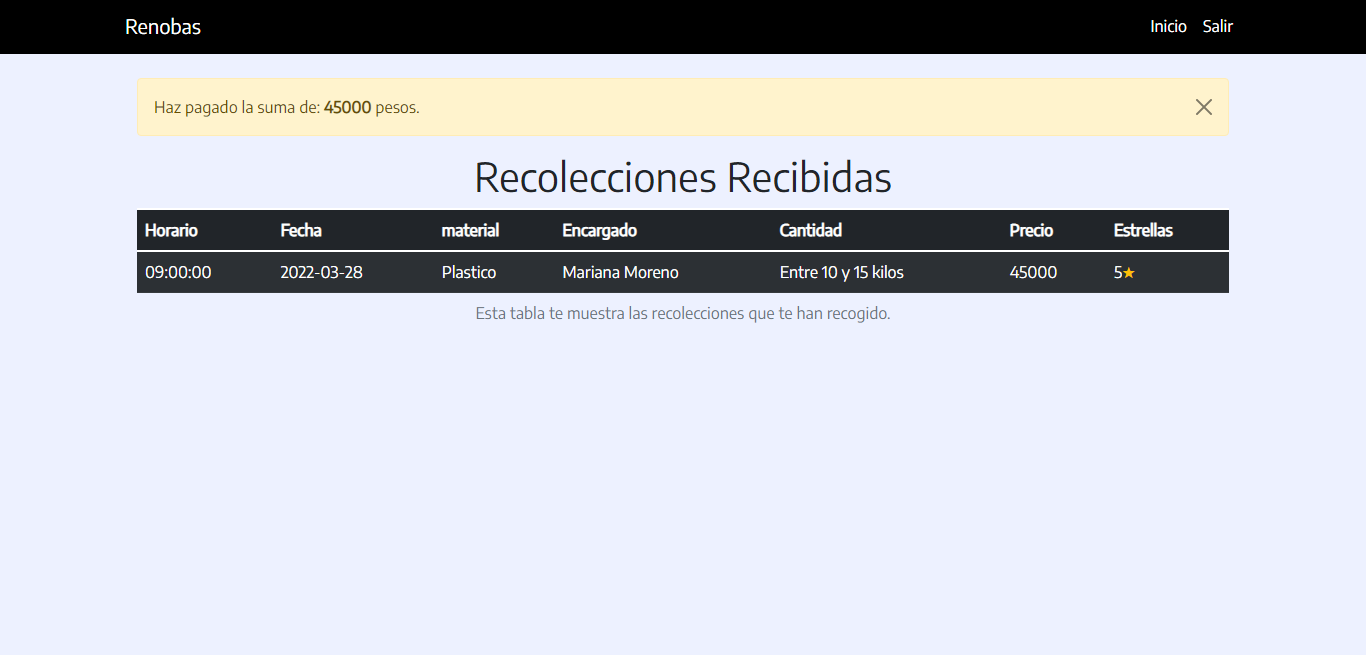 Renobas Inicio Salir
Haz pagado la suma de: 45000 pesos.
Recolecciones Recibidas
Horario Fecha material Encargado Cantidad Precio Estrellas
09:00:00 2022-03-28 Plastico Mariana Moreno Entre 10 y 15 kilos 45000 5★
Esta tabla te muestra las recolecciones que te han recogido.